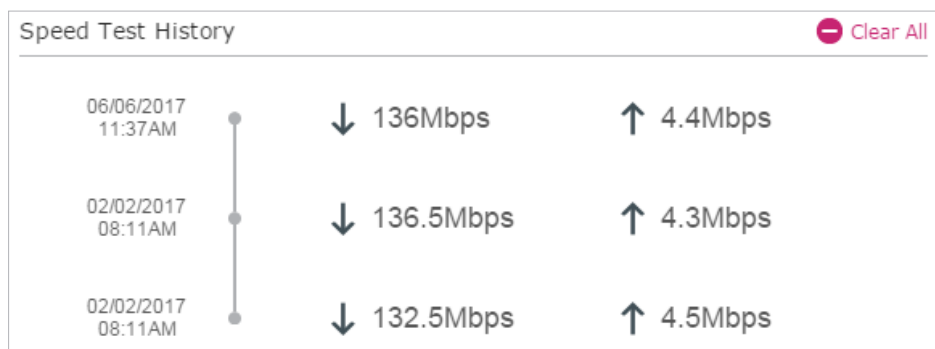 Speed Test History
Clear All
06/06/2017
11:37AM
136Mbps
4.4Mbps
02/02/2017
08:11AM
136.5Mbps
4.3Mbps
02/02/2017
08:11AM
132.5Mbps
4.5Mbps